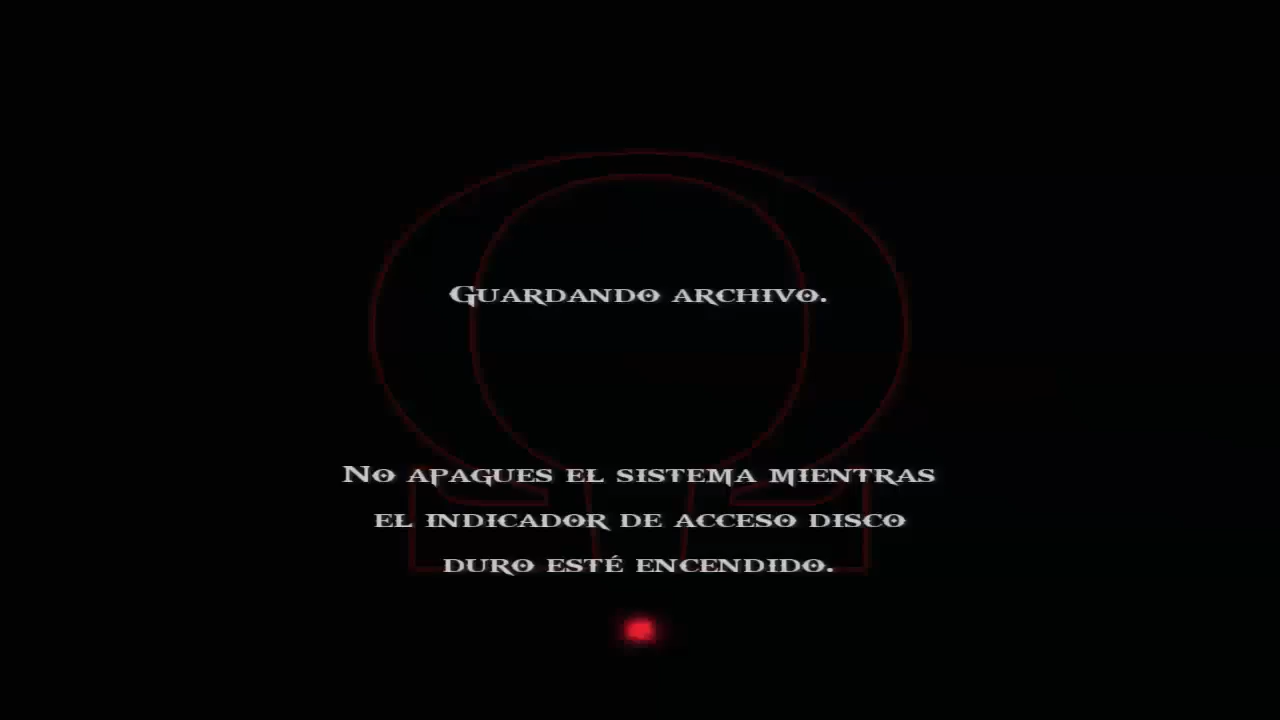 Guardando archivo.
No apagues el sistema mientras
el indicador de acceso disco
duro esté encendido.